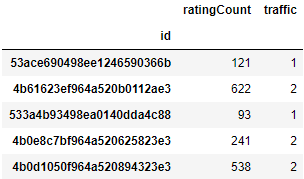 ratingCount traffic
id
53ace690498ee1246590366b 121 1
4b61623ef964a520b0112ae3 622 2
533a4b93498ea0140dda4c88 93 1
4b0e8c7bf964a520625823e3 241 2
4b0d1050f964a520894323e3 538 2